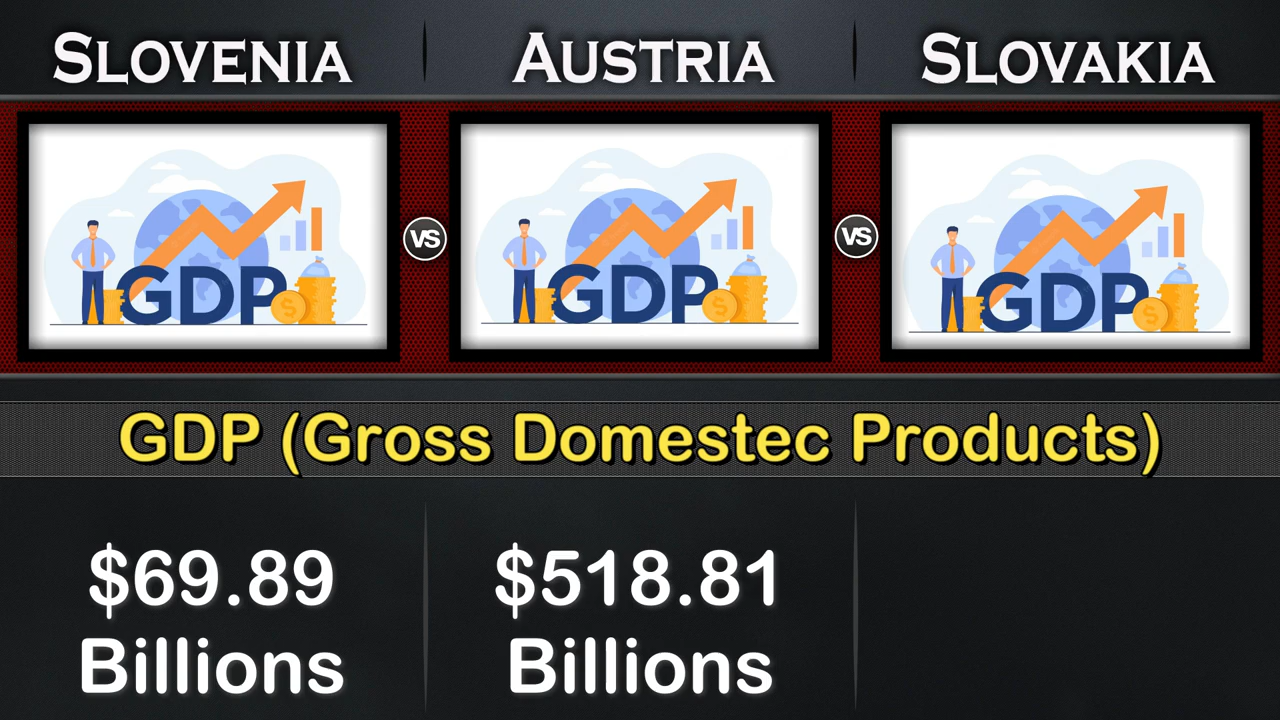 SLOVENIA
AUSTRIA
SLOVAKIA
GDP
VS
GDP
VS
GDP
GDP (Gross Domestec Products)
$69.89
Billions
$518.81
Billions